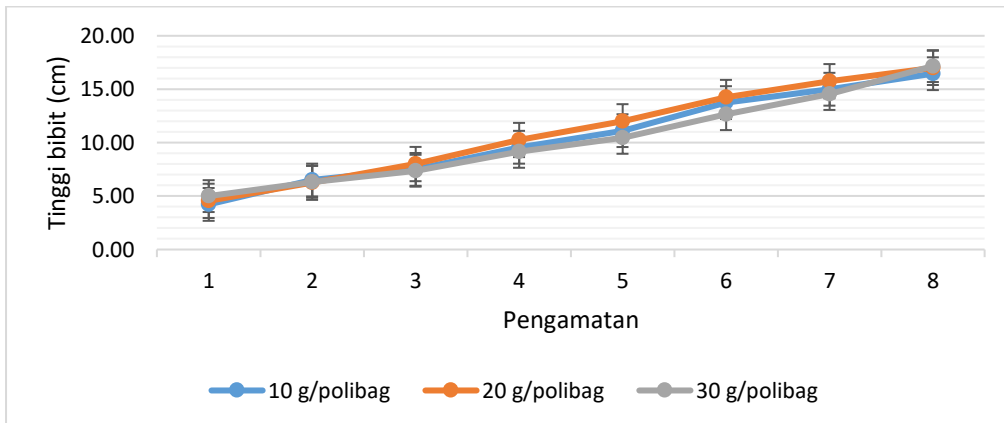 20.00
15.00
10.00
5.00
0.00
Tinggi bibit (cm)
1 2 3 4 5 6 7 8
Pengamatan
10 g/polibag 20 g/polibag 30 g/polibag